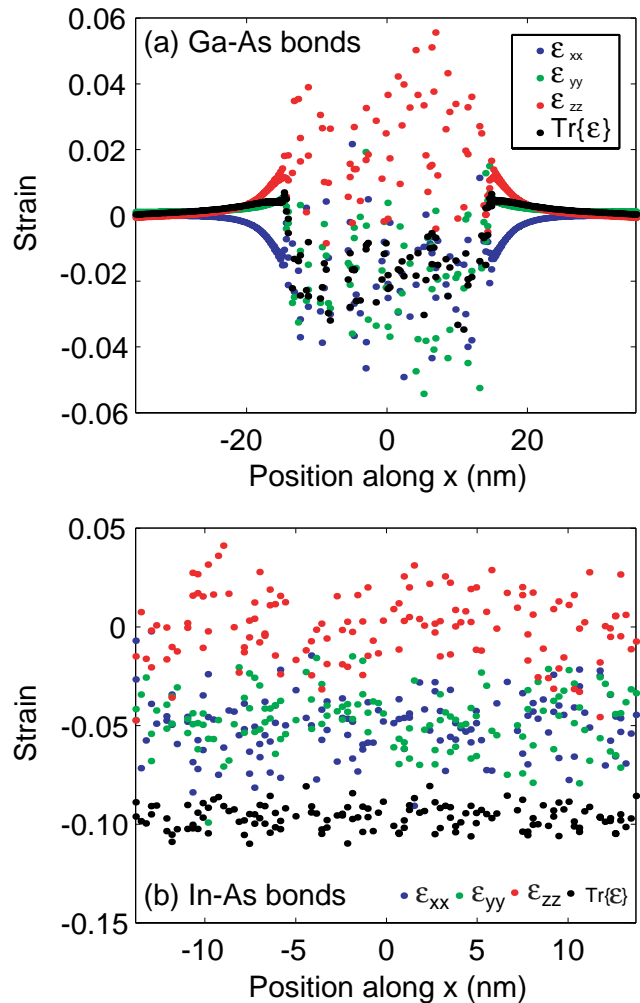 0.06
(a) Ga-As bonds
ε xx
ε yy
ε zz
Tr{ε}
0.04
0.02
0
-0.02
-0.04
-0.06
Strain
-20 0 20
Position along x (nm)
0.05
0
-0.05
-0.10
-0.15
Strain
(b) In-As bonds
εxx εyy εzz Tr{ε}
-10 -5 0 5 10
Position along x (nm)